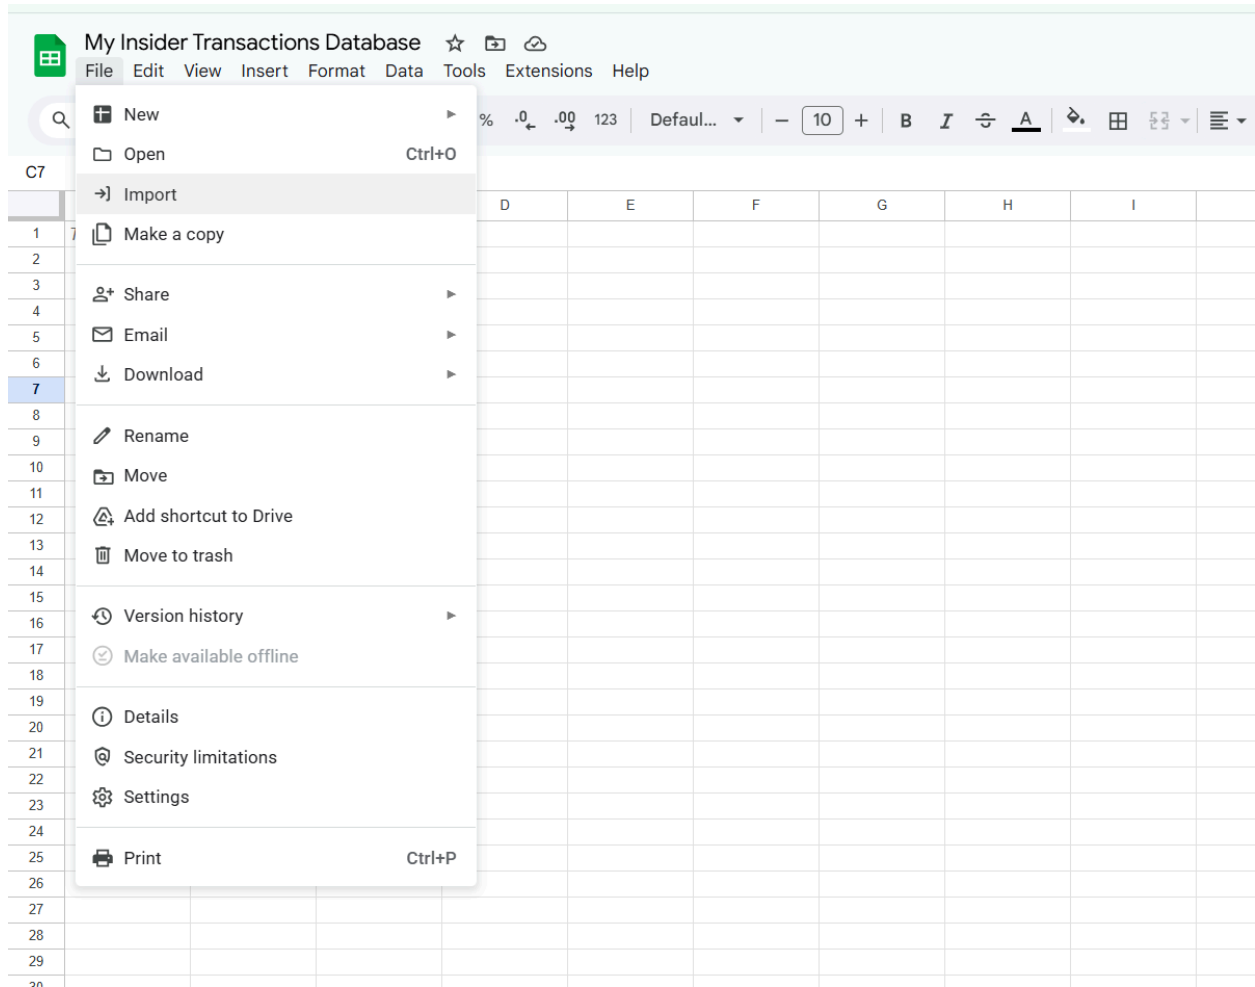 My Insider Transactions Database
File Edit View Insert Format Data Tools Extensions Help
% .0 .00 123 Defaul... 10 B I A
C7
D E F G H I
New
Open Ctrl+O
Import
Make a copy
Share
Email
Download
Rename
Move
Add shortcut to Drive
Move to trash
Version history
Make available offline
Details
Security limitations
Settings
Print Ctrl+P
1
2
3
4
5
6
7
8
9
10
11
12
13
14
15
16
17
18
19
20
21
22
23
24
25
26
27
28
29
30